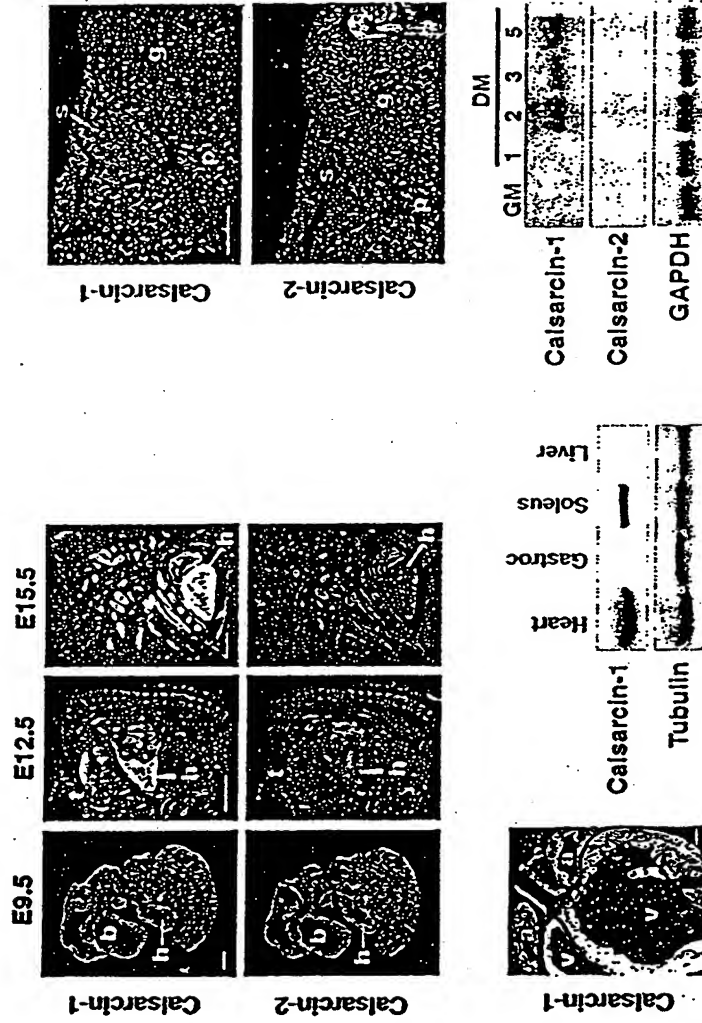 E9.5 E12.5 E15.5
Calsarcin-1
b
h
t
h
h
Calsarcin-2
b
h
t
h
h
Calsarcin-1
s
g
p
Calsarcin-2
s
g
p
Calsarcin-1
a
a
v
v
Heart Gastroc Soleus Liver
Calsarcin-1
Tubulin
DM
GM 1 2 3 5
Calsarcin-1
Calsarcin-2
GAPDH